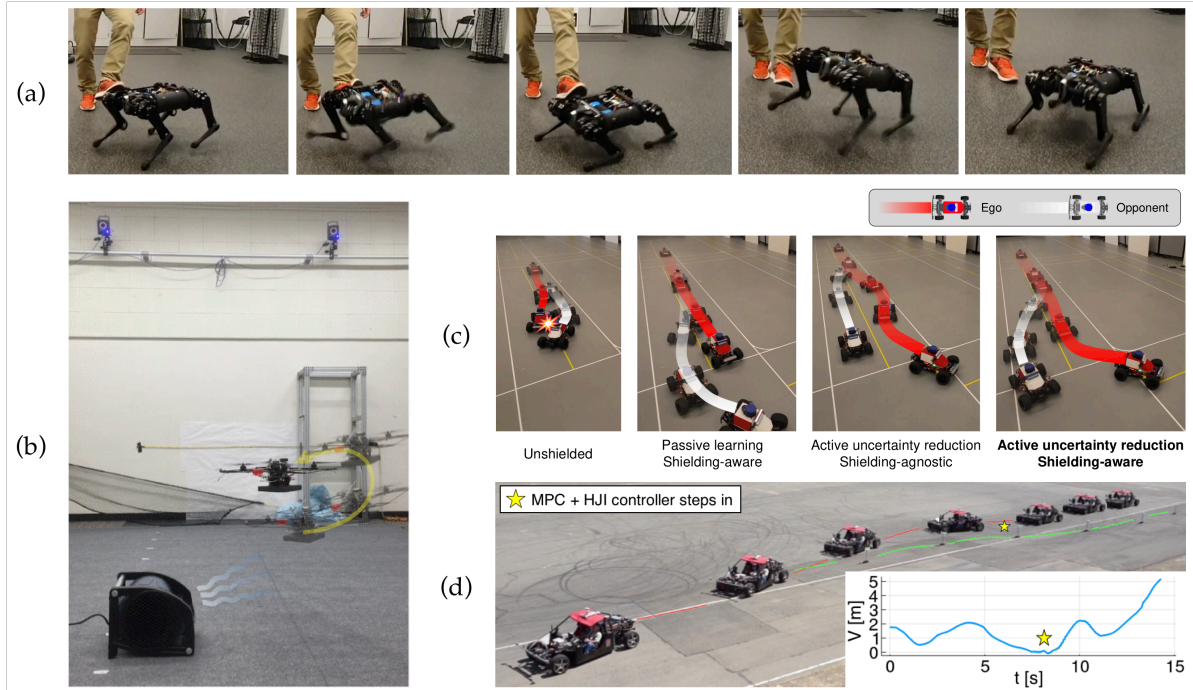 (a)
Ego
Opponent
(b)
(c)
Unshielded
Passive learning
Shielding-aware
Active uncertainty reduction
Shielding-agnostic
Active uncertainty reduction
Shielding-aware
(d)
MPC + HJI controller steps in
V [m]
5
4
3
2
1
0
0
5
10
15
t [s]